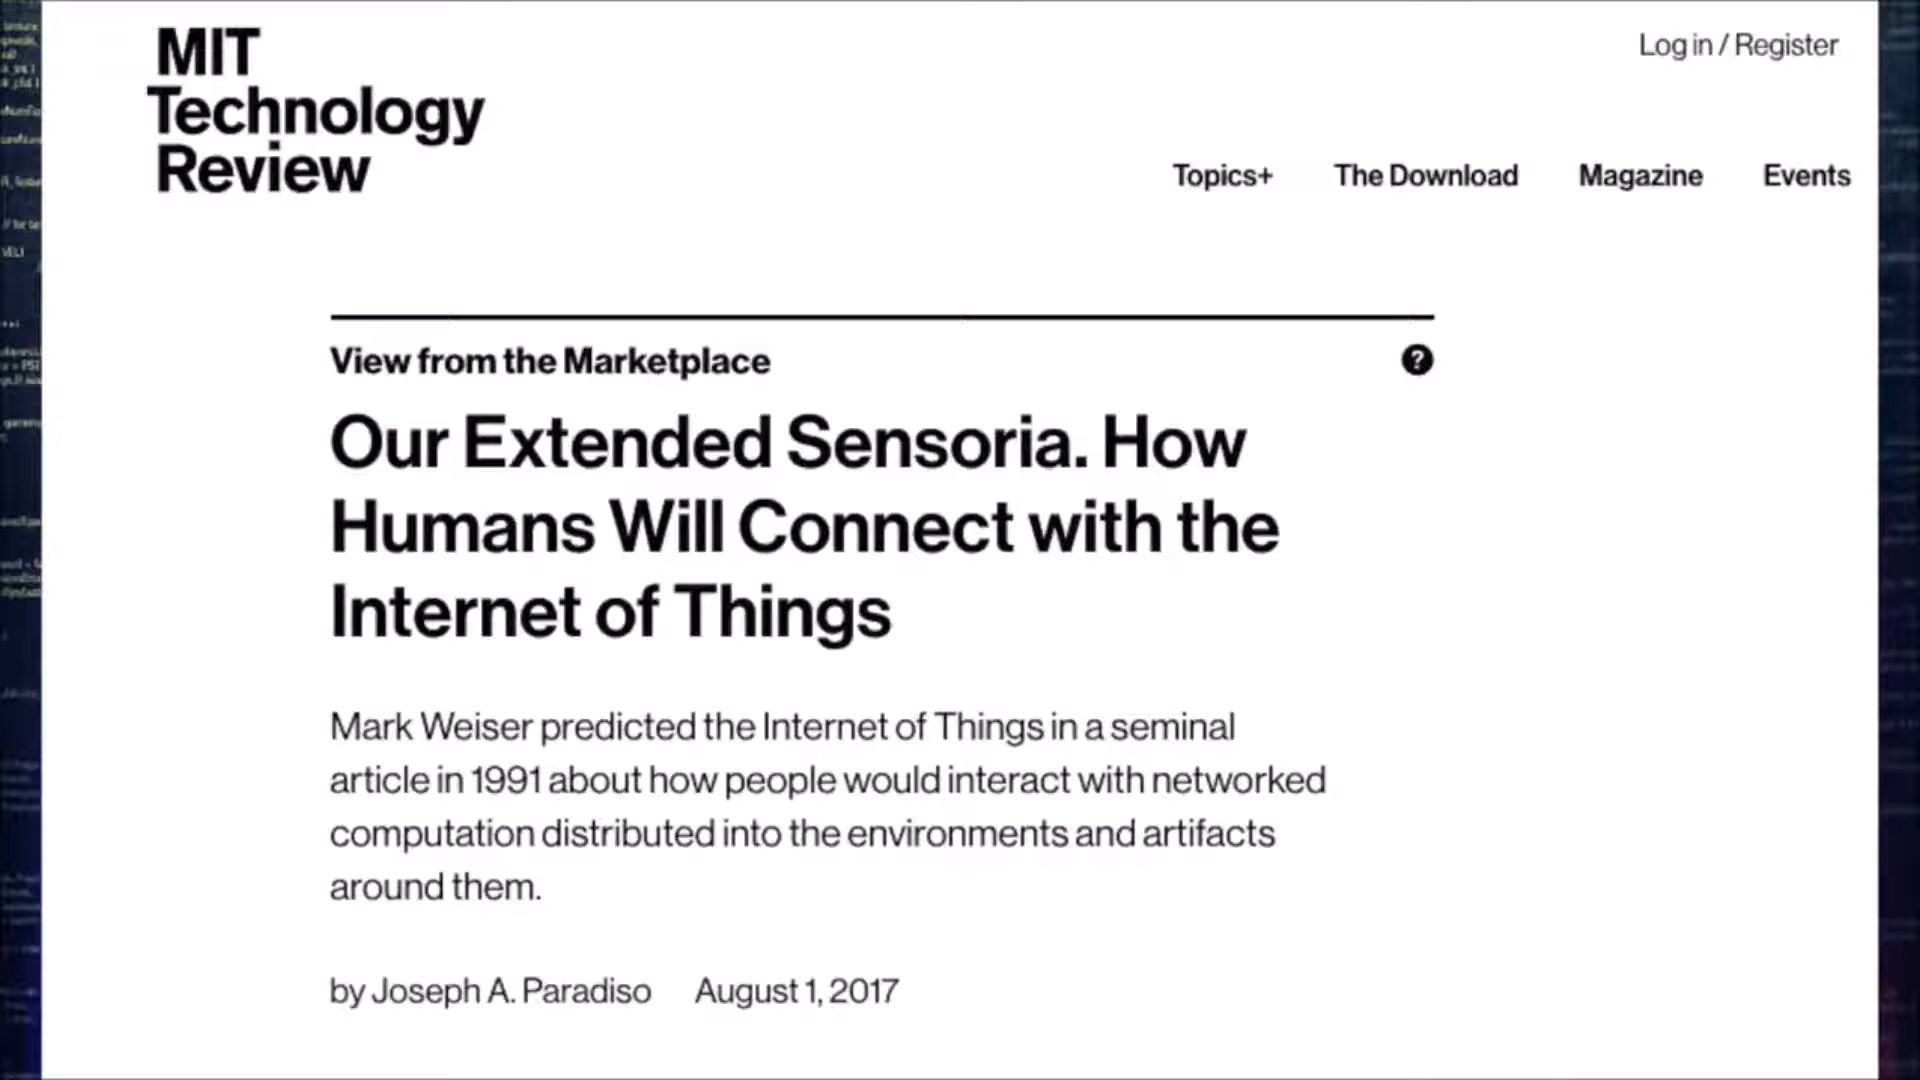 MIT
Technology
Review
Log in / Register
Topics+ The Download Magazine Events
View from the Marketplace ?
Our Extended Sensoria. How
Humans Will Connect with the
Internet of Things
Mark Weiser predicted the Internet of Things in a seminal
article in 1991 about how people would interact with networked
computation distributed into the environments and artifacts
around them.
by Joseph A. Paradiso August 1, 2017